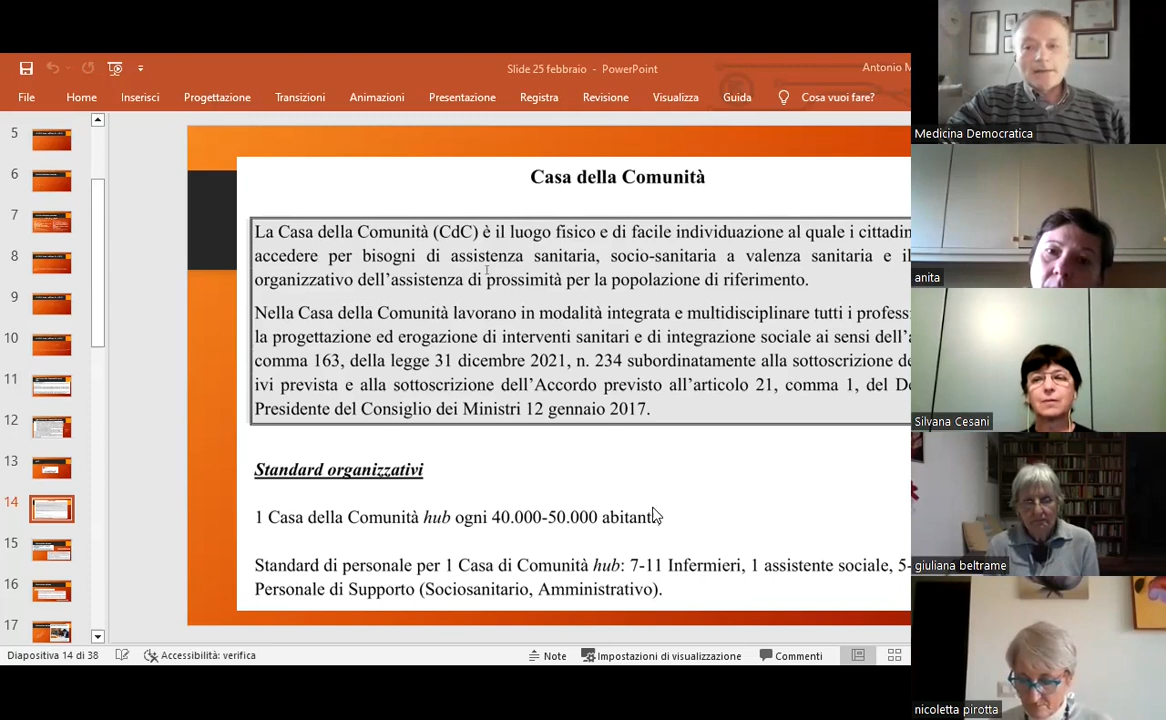 Slide 25 febbraio - PowerPoint
Antonio M
File Home Inserisci Progettazione Transizioni Animazioni Presentazione Registra Revisione Visualizza Guida Cosa vuoi fare?
5
6
7
8
9
10
11
12
13
14
15
16
17
Casa della Comunità
La Casa della Comunità (CdC) è il luogo fisico e di facile individuazione al quale i cittadin
accedere per bisogni di assistenza sanitaria, socio-sanitaria a valenza sanitaria e il
organizzativo dell'assistenza di prossimità per la popolazione di riferimento.
Nella Casa della Comunità lavorano in modalità integrata e multidisciplinare tutti i profess
la progettazione ed erogazione di interventi sanitari e di integrazione sociale ai sensi dell'a
comma 163, della legge 31 dicembre 2021, n. 234 subordinatamente alla sottoscrizione de
ivi prevista e alla sottoscrizione dell'Accordo previsto all'articolo 21, comma 1, del De
Presidente del Consiglio dei Ministri 12 gennaio 2017.
Standard organizzativi
1 Casa della Comunità hub ogni 40.000-50.000 abitant
Standard di personale per 1 Casa di Comunità hub: 7-11 Infermieri, 1 assistente sociale, 5-
Personale di Supporto (Sociosanitario, Amministrativo).
Diapositiva 14 di 38 Accessibilità: verifica Note Impostazioni di visualizzazione Commenti
Medicina Democratica
anita
Silvana Cesani
giuliana beltrame
nicoletta pirotta